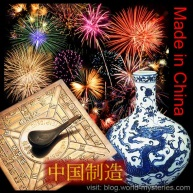 Made in China
中国制造
visit: blog.world-mysteries.com